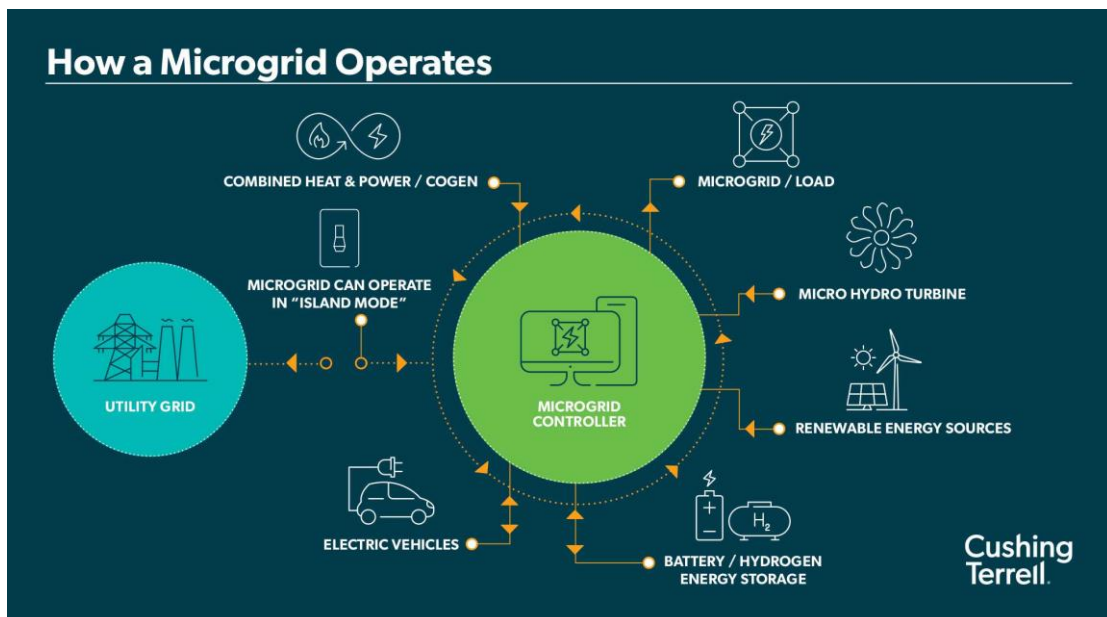 How a Microgrid Operates
COMBINED HEAT & POWER / COGEN
MICROGRID / LOAD
MICROGRID CAN OPERATE
IN “ISLAND MODE”
MICRO HYDRO TURBINE
UTILITY GRID
MICROGRID
CONTROLLER
RENEWABLE ENERGY SOURCES
ELECTRIC VEHICLES
H2
BATTERY / HYDROGEN
ENERGY STORAGE
Cushing
Terrell.